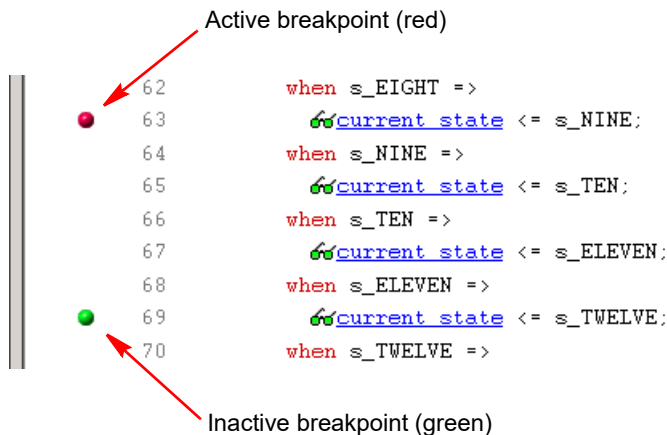 Active breakpoint (red)
62 when s_EIGHT =>
63 current_state <= s_NINE;
64 when s_NINE =>
65 current_state <= s_TEN;
66 when s_TEN =>
67 current_state <= s_ELEVEN;
68 when s_ELEVEN =>
69 current_state <= s_TWELVE;
70 when s_TWELVE =>
Inactive breakpoint (green)